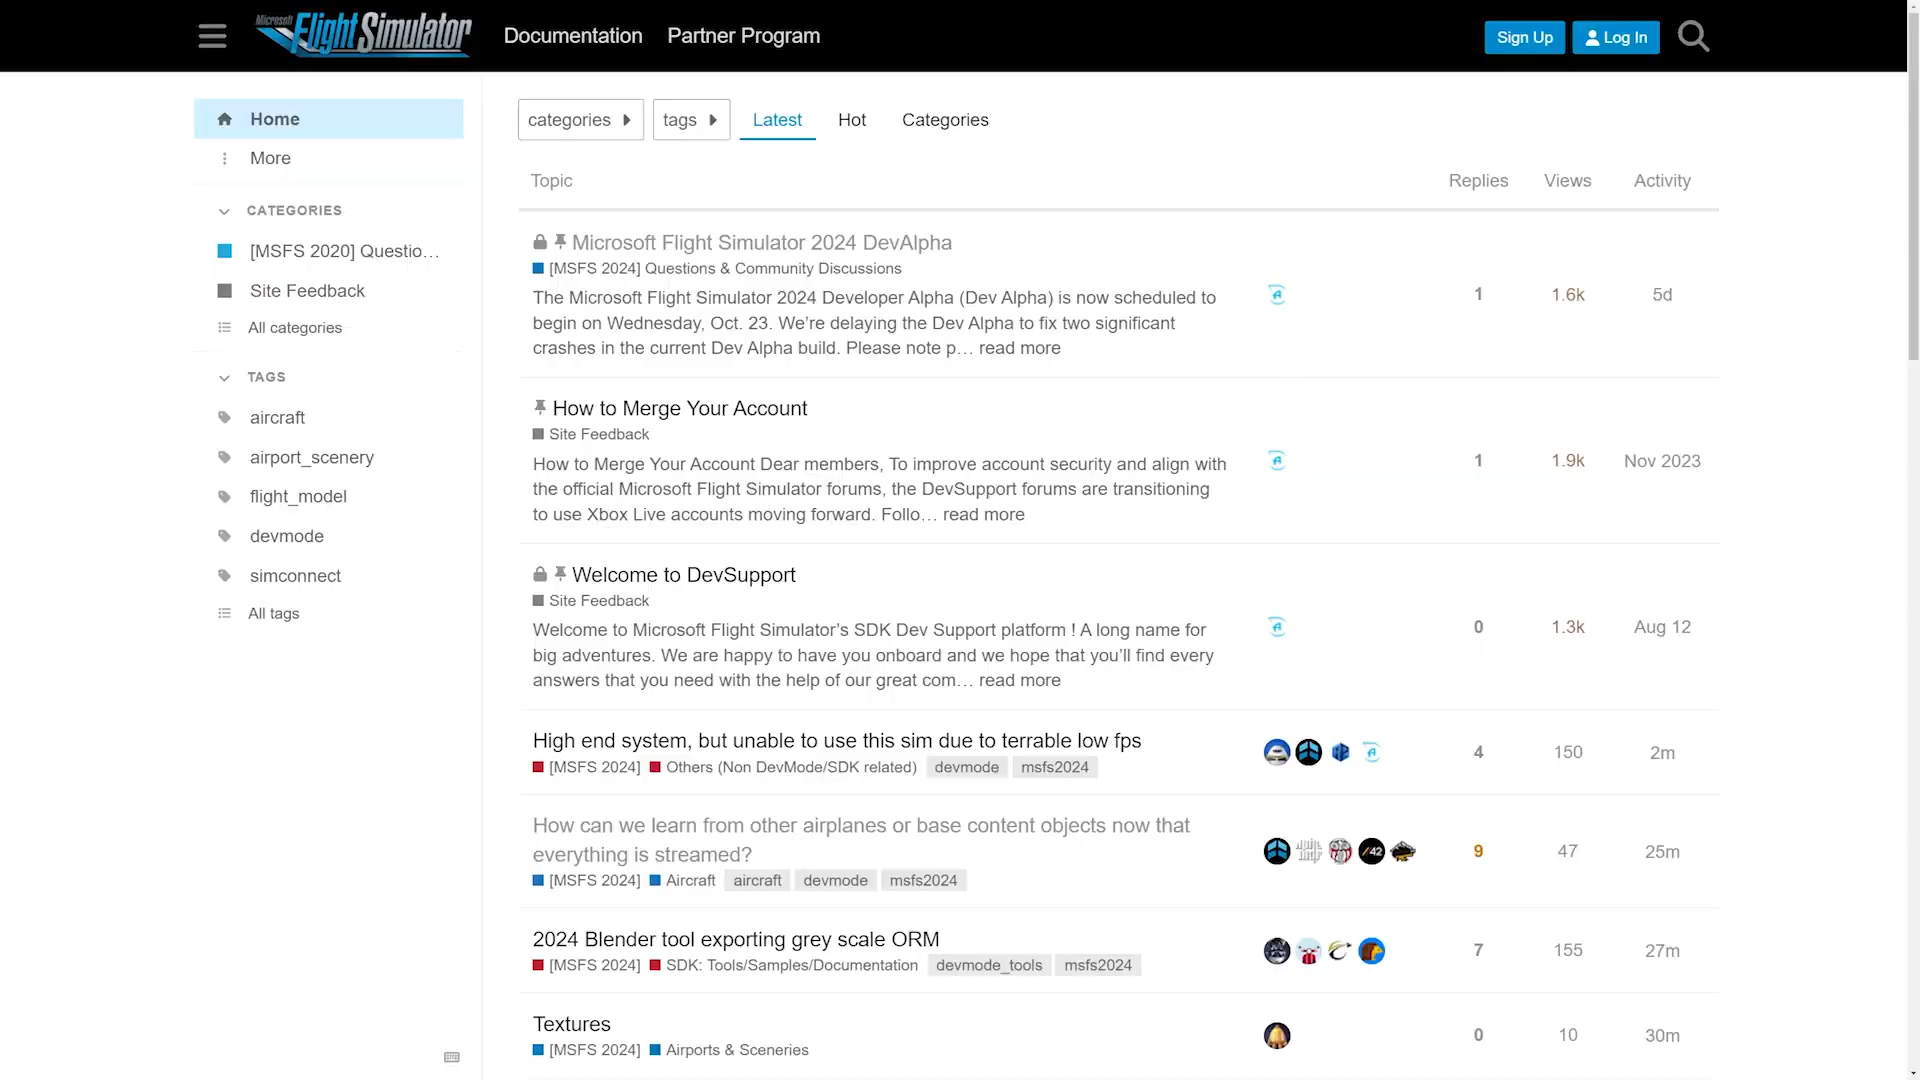 Microsoft
Flight Simulator
Documentation
Partner Program
Sign Up
Log In
Home
More
CATEGORIES
[MSFS 2020] Questio…
Site Feedback
All categories
TAGS
aircraft
airport_scenery
flight_model
devmode
simconnect
All tags
categories
tags
Latest
Hot
Categories
Topic
Replies
Views
Activity
Microsoft Flight Simulator 2024 DevAlpha
[MSFS 2024] Questions & Community Discussions
The Microsoft Flight Simulator 2024 Developer Alpha (Dev Alpha) is now scheduled to
begin on Wednesday, Oct. 23. We’re delaying the Dev Alpha to fix two significant
crashes in the current Dev Alpha build. Please note p… read more
1
1.6k
5d
How to Merge Your Account
Site Feedback
How to Merge Your Account Dear members, To improve account security and align with
the official Microsoft Flight Simulator forums, the DevSupport forums are transitioning
to use Xbox Live accounts moving forward. Follo… read more
1
1.9k
Nov 2023
Welcome to DevSupport
Site Feedback
Welcome to Microsoft Flight Simulator’s SDK Dev Support platform ! A long name for
big adventures. We are happy to have you onboard and we hope that you’ll find every
answers that you need with the help of our great com… read more
0
1.3k
Aug 12
High end system, but unable to use this sim due to terrable low fps
[MSFS 2024] Others (Non DevMode/SDK related) devmode msfs2024
4
150
2m
How can we learn from other airplanes or base content objects now that
everything is streamed?
[MSFS 2024] Aircraft aircraft devmode msfs2024
/42
9
47
25m
2024 Blender tool exporting grey scale ORM
[MSFS 2024] SDK: Tools/Samples/Documentation devmode_tools msfs2024
7
155
27m
Textures
[MSFS 2024] Airports & Sceneries
0
10
30m